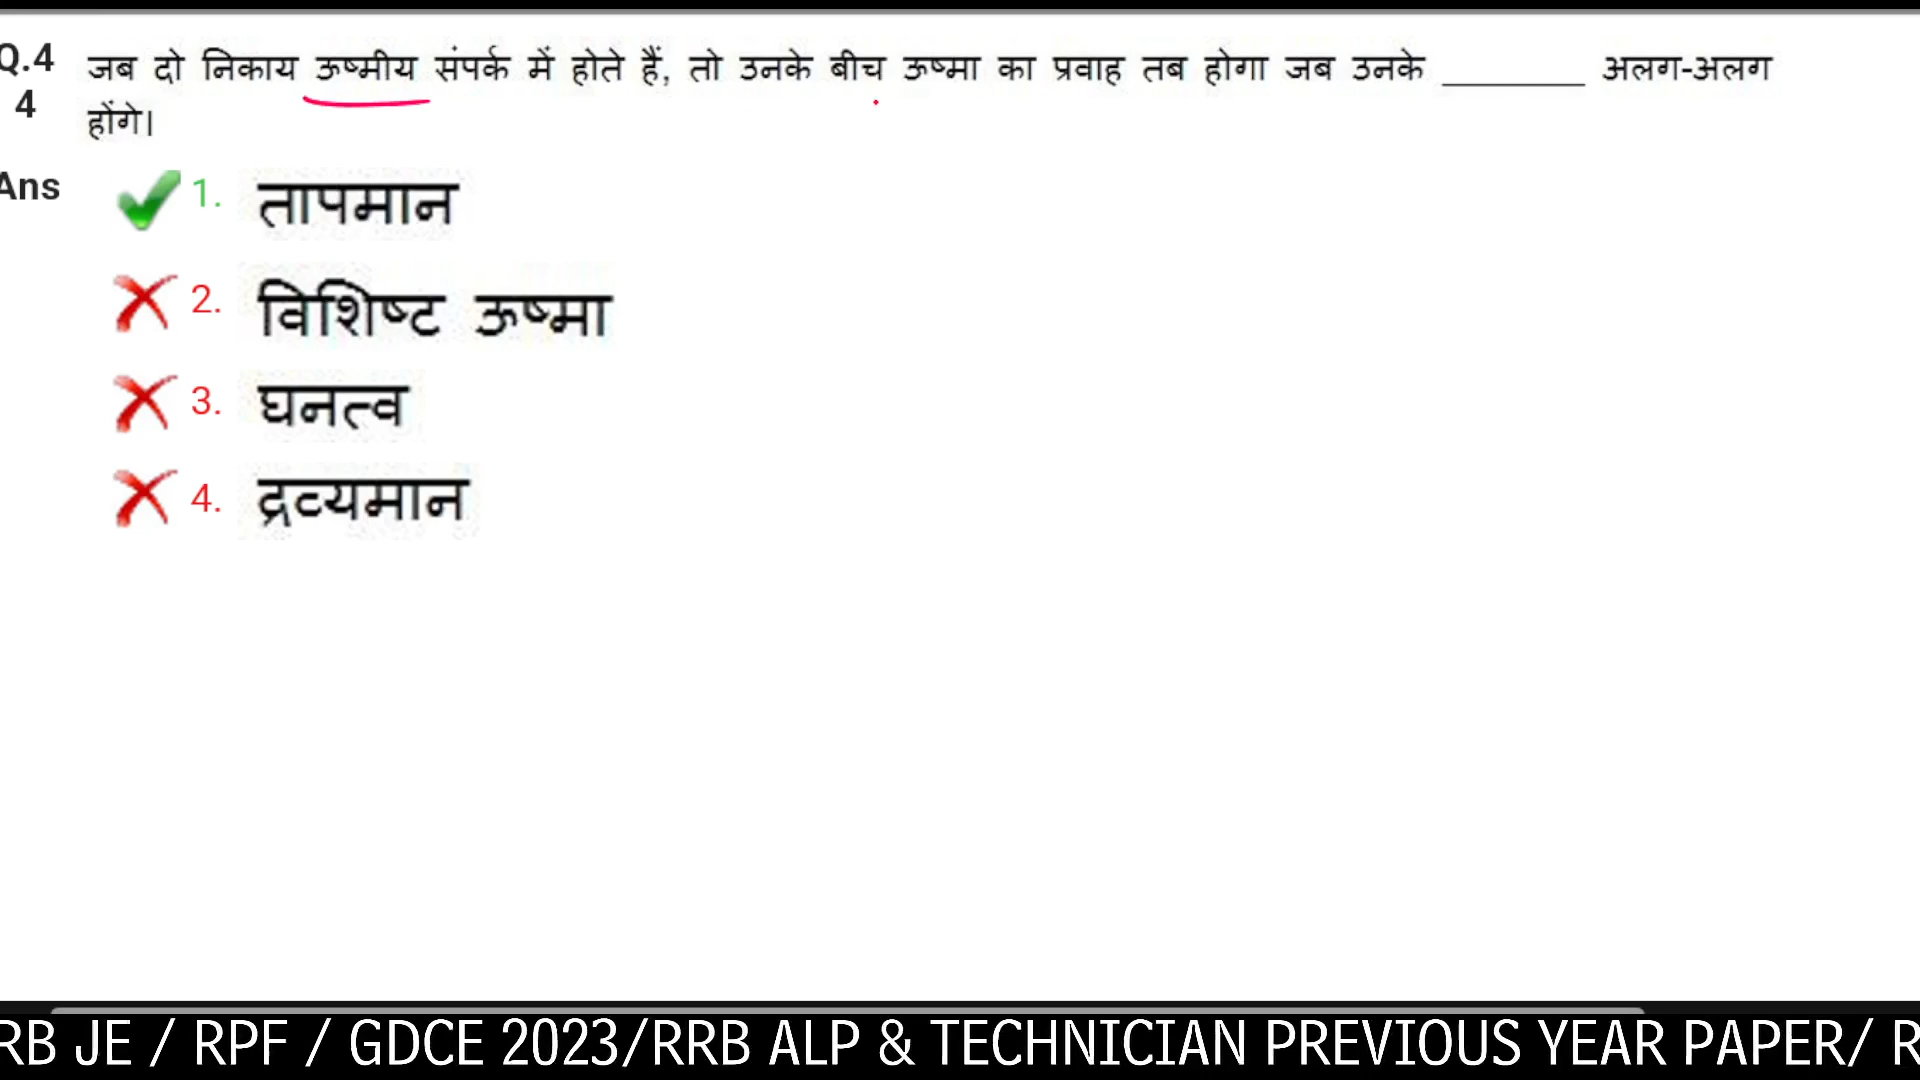 Q.4 जब दो निकाय ऊष्मीय संपर्क में होते हैं, तो उनके बीच ऊष्मा का प्रवाह तब होगा जब उनके ________ अलग-अलग
4 होंगे।
Ans 1. तापमान
2. विशिष्ट ऊष्मा
3. घनत्व
4. द्रव्यमान
RB JE / RPF / GDCE 2023/RRB ALP & TECHNICIAN PREVIOUS YEAR PAPER/ R